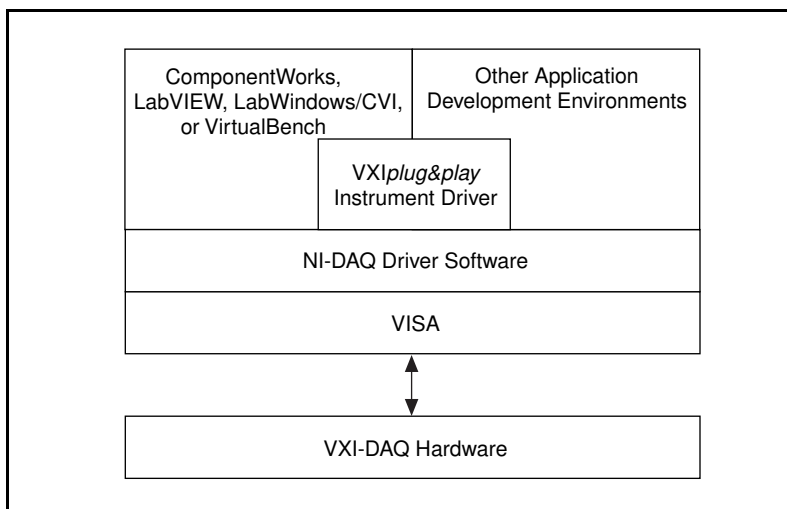 ComponentWorks,
LabVIEW, LabWindows/CVI,
or VirtualBench
Other Application
Development Environments
VXIplug&play
Instrument Driver
NI-DAQ Driver Software
VISA
VXI-DAQ Hardware